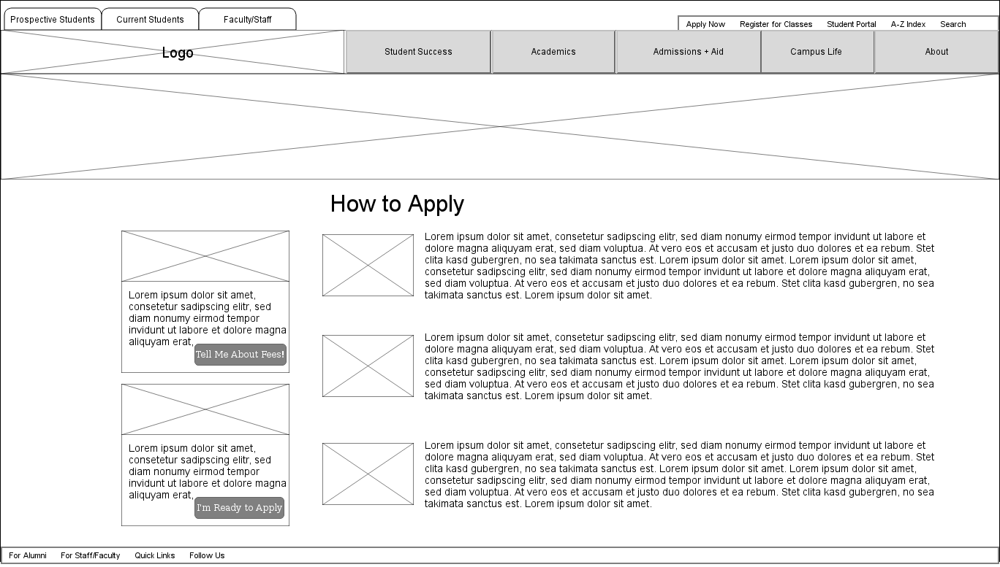 Prospective Students
Current Students
Faculty/Staff
Apply Now
Register for Classes
Student Portal
A-Z Index
Search
Logo
Student Success
Academics
Admissions + Aid
Campus Life
About
How to Apply
Lorem ipsum dolor sit amet,
consetetur sadipscing elitr, sed
diam nonumy eirmod tempor
invidunt ut labore et dolore magna
aliquyam erat,
Tell Me About Fees!
Lorem ipsum dolor sit amet,
consetetur sadipscing elitr, sed
diam nonumy eirmod tempor
invidunt ut labore et dolore magna
aliquyam erat,
I'm Ready to Apply
Lorem ipsum dolor sit amet, consetetur sadipscing elitr, sed diam nonumy eirmod tempor invidunt ut labore et
dolore magna aliquyam erat, sed diam voluptua. At vero eos et accusam et justo duo dolores et ea rebum. Stet
clita kasd gubergren, no sea takimata sanctus est. Lorem ipsum dolor sit amet. Lorem ipsum dolor sit amet,
consetetur sadipscing elitr, sed diam nonumy eirmod tempor invidunt ut labore et dolore magna aliquyam erat,
sed diam voluptua. At vero eos et accusam et justo duo dolores et ea rebum. Stet clita kasd gubergren, no sea
takimata sanctus est. Lorem ipsum dolor sit amet.
Lorem ipsum dolor sit amet, consetetur sadipscing elitr, sed diam nonumy eirmod tempor invidunt ut labore et
dolore magna aliquyam erat, sed diam voluptua. At vero eos et accusam et justo duo dolores et ea rebum. Stet
clita kasd gubergren, no sea takimata sanctus est. Lorem ipsum dolor sit amet. Lorem ipsum dolor sit amet,
consetetur sadipscing elitr, sed diam nonumy eirmod tempor invidunt ut labore et dolore magna aliquyam erat,
sed diam voluptua. At vero eos et accusam et justo duo dolores et ea rebum. Stet clita kasd gubergren, no sea
takimata sanctus est. Lorem ipsum dolor sit amet.
Lorem ipsum dolor sit amet, consetetur sadipscing elitr, sed diam nonumy eirmod tempor invidunt ut labore et
dolore magna aliquyam erat, sed diam voluptua. At vero eos et accusam et justo duo dolores et ea rebum. Stet
clita kasd gubergren, no sea takimata sanctus est. Lorem ipsum dolor sit amet. Lorem ipsum dolor sit amet,
consetetur sadipscing elitr, sed diam nonumy eirmod tempor invidunt ut labore et dolore magna aliquyam erat,
sed diam voluptua. At vero eos et accusam et justo duo dolores et ea rebum. Stet clita kasd gubergren, no sea
takimata sanctus est. Lorem ipsum dolor sit amet.
For Alumni
For Staff/Faculty
Quick Links
Follow Us